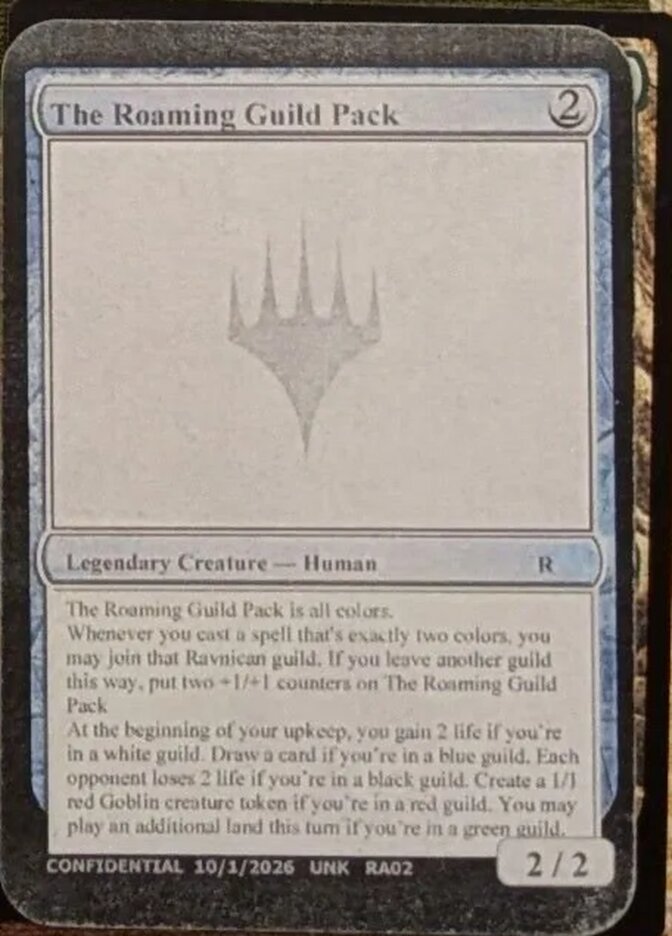 The Roaming Guild Pack 2
Legendary Creature — Human R
The Roaming Guild Pack is all colors.
Whenever you cast a spell that's exactly two colors, you
may join that Ravnican guild. If you leave another guild
this way, put two +1/+1 counters on The Roaming Guild
Pack
At the beginning of your upkeep, you gain 2 life if you're
in a white guild. Draw a card if you're in a blue guild. Each
opponent loses 2 life if you're in a black guild. Create a 1/1
red Goblin creature token if you're in a red guild. You may
play an additional land this turn if you're in a green guild.
2/2
CONFIDENTIAL 10/1/2026 UNK RA02